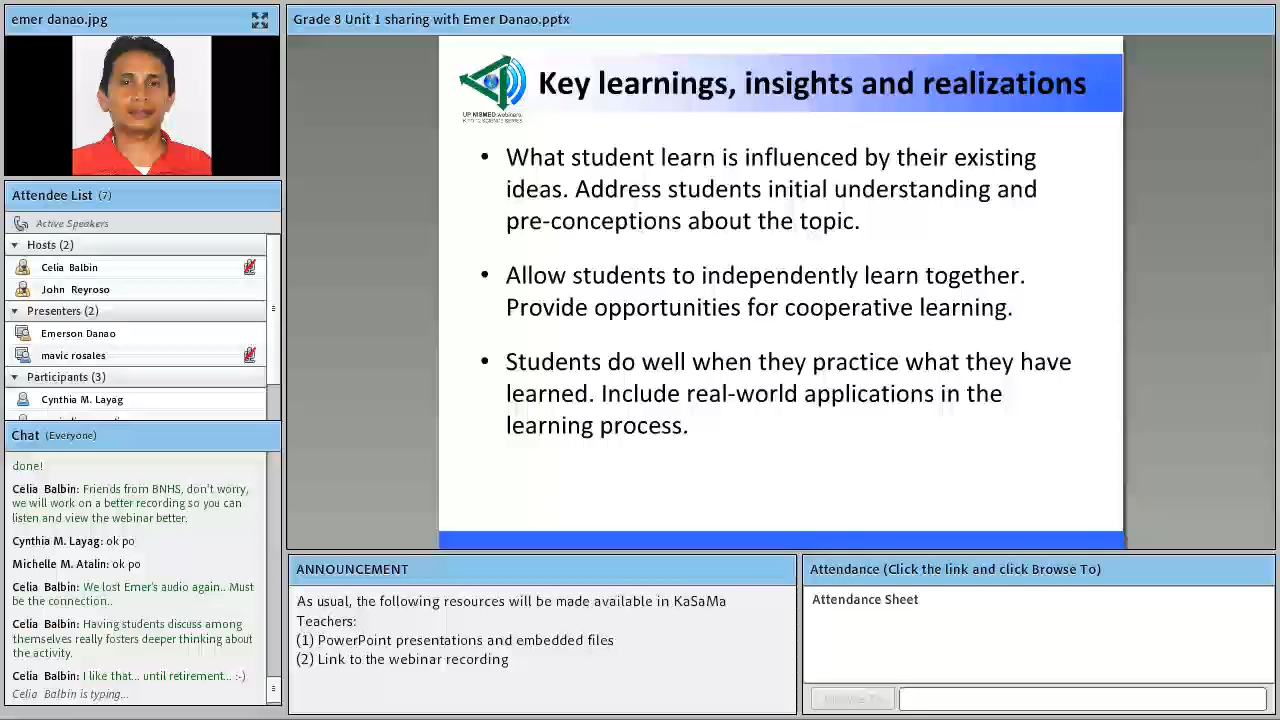 emer danao.jpg
Attendee List (7)
Active Speakers
Hosts (2)
Celia Balbin
John Reyroso
Presenters (2)
Emerson Danao
mavic rosales
Participants (3)
Cynthia M. Layag
Chat (Everyone)
done!
Celia Balbin: Friends from BNHS, don't worry,
we will work on a better recording so you can
listen and view the webinar better.
Cynthia M. Layag: ok po
Michelle M. Atalin: ok po
Celia Balbin: We lost Emer's audio again...Must
be the connection..
Celia Balbin: Having students discuss among
themselves really fosters deeper thinking about
the activity.
Celia Balbin: I like that... until retirement... :-)
Celia Balbin is typing...
Grade 8 Unit 1 sharing with Emer Danao.pptx
UP NISMED webinars
Key learnings, insights and realizations
• What student learn is influenced by their existing
ideas. Address students initial understanding and
pre-conceptions about the topic.
• Allow students to independently learn together.
Provide opportunities for cooperative learning.
• Students do well when they practice what they have
learned. Include real-world applications in the
learning process.
ANNOUNCEMENT
As usual, the following resources will be made available in KaSaMa
Teachers:
(1) PowerPoint presentations and embedded files
(2) Link to the webinar recording
Attendance (Click the link and click Browse To)
Attendance Sheet
Browse To